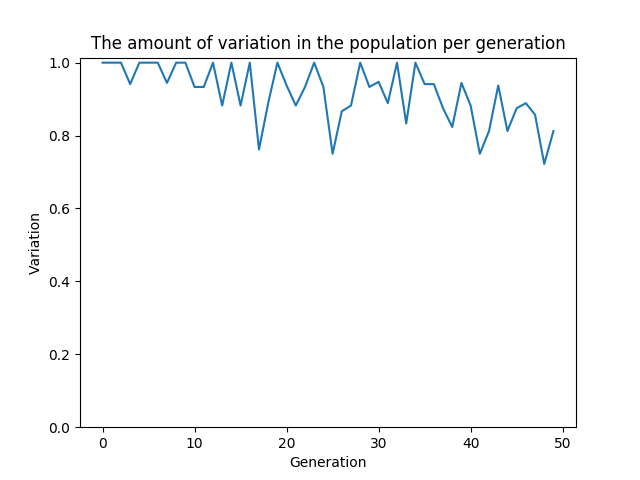 The amount of variation in the population per generation
1.0
0.8
0.6
0.4
0.2
0.0
Variation
0 10 20 30 40 50
Generation